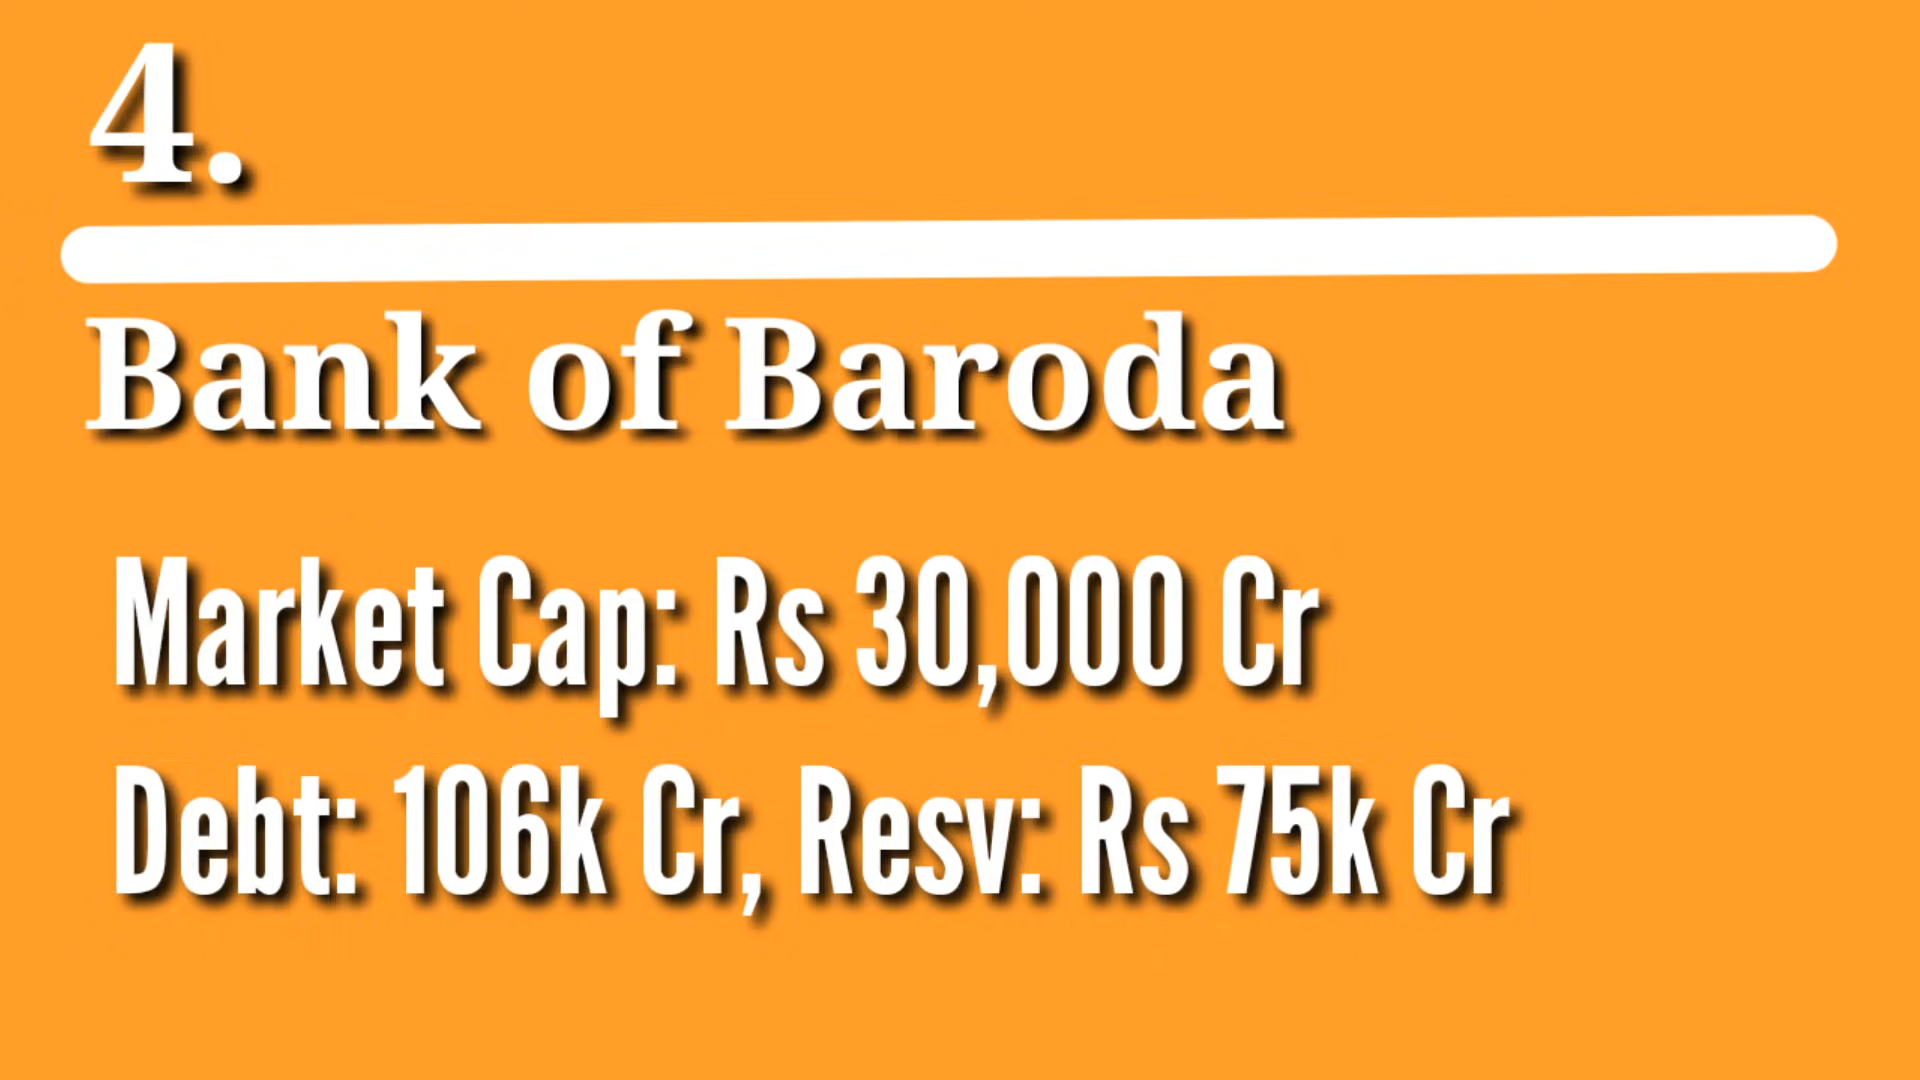 4.
Bank of Baroda
Market Cap: Rs 30,000 Cr
Debt: 106k Cr, Resv: Rs 75k Cr